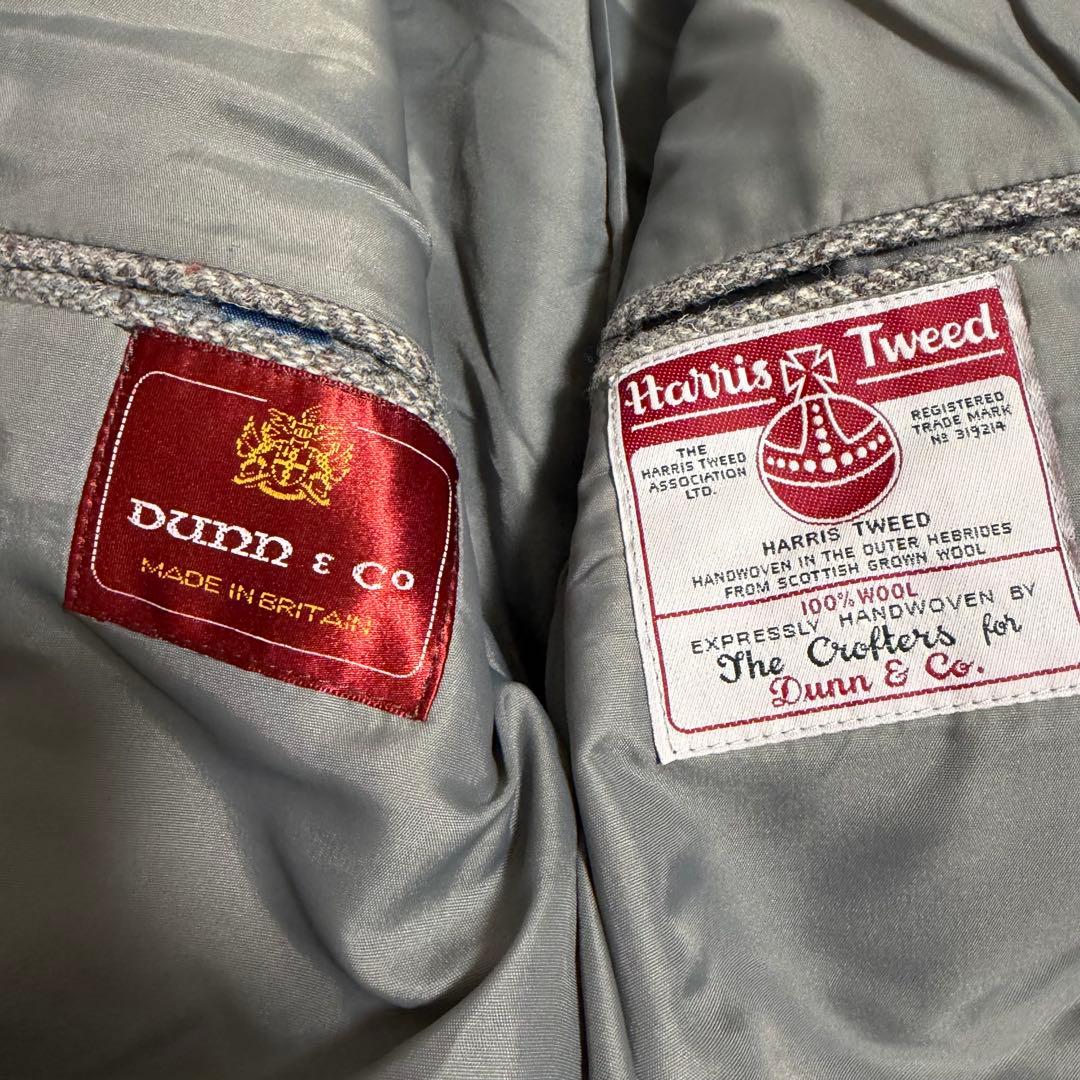 DUNN & Co
MADE IN BRITAIN
Harris Tweed
THE
HARRIS TWEED
ASSOCIATION
LTD.
REGISTERED
TRADE MARK
No 319214
HARRIS TWEED
HANDWOVEN IN THE OUTER HEBRIDES
FROM SCOTTISH GROWN WOOL
100% WOOL
EXPRESSLY HANDWOVEN BY
The Crofters for
Dunn & Co.